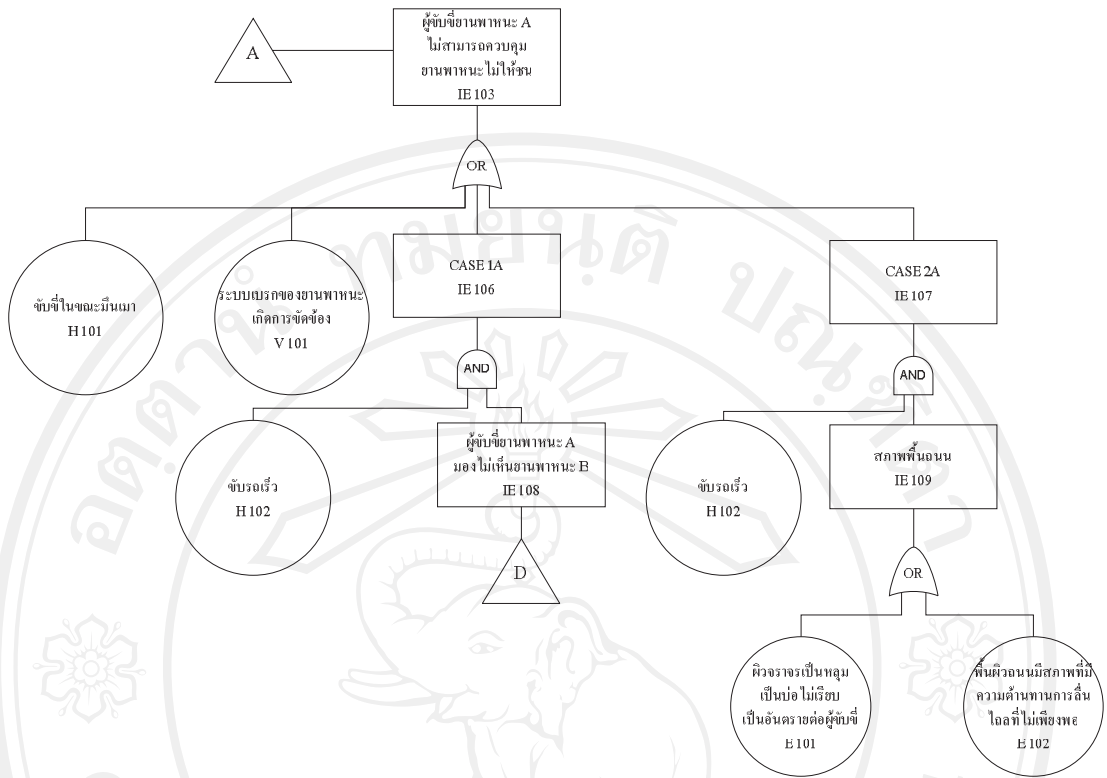 A
ผู้ขับขี่ยานพาหนะ A
ไม่สามารถควบคุม
ยานพาหนะไม่ให้ชน
IE 103
OR
ขับขี่ในขณะมึนเมา
H 101
ระบบเบรกของยานพาหนะ
เกิดการขัดข้อง
V 101
CASE 1A
IE 106
CASE 2A
IE 107
AND
AND
ขับรถเร็ว
H 102
ผู้ขับขี่ยานพาหนะ A
มองไม่เห็นยานพาหนะ B
IE 108
ขับรถเร็ว
H 102
สภาพพื้นถนน
IE 109
D
OR
ผิวจราจรเป็นหลุม
เป็นบ่อ ไม่เรียบ
เป็นอันตรายต่อผู้ขับขี่
E 101
พื้นผิวถนนมีสภาพที่มี
ความต้านทานการลื่น
ไถลที่ไม่เพียงพอ
E 102